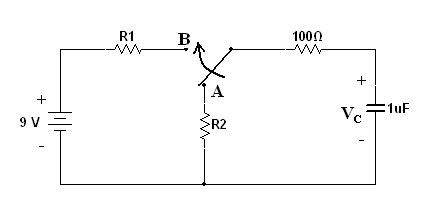 R1
B
100Ω
A
+
9 V
-
R2
+
Vc
1uF
-